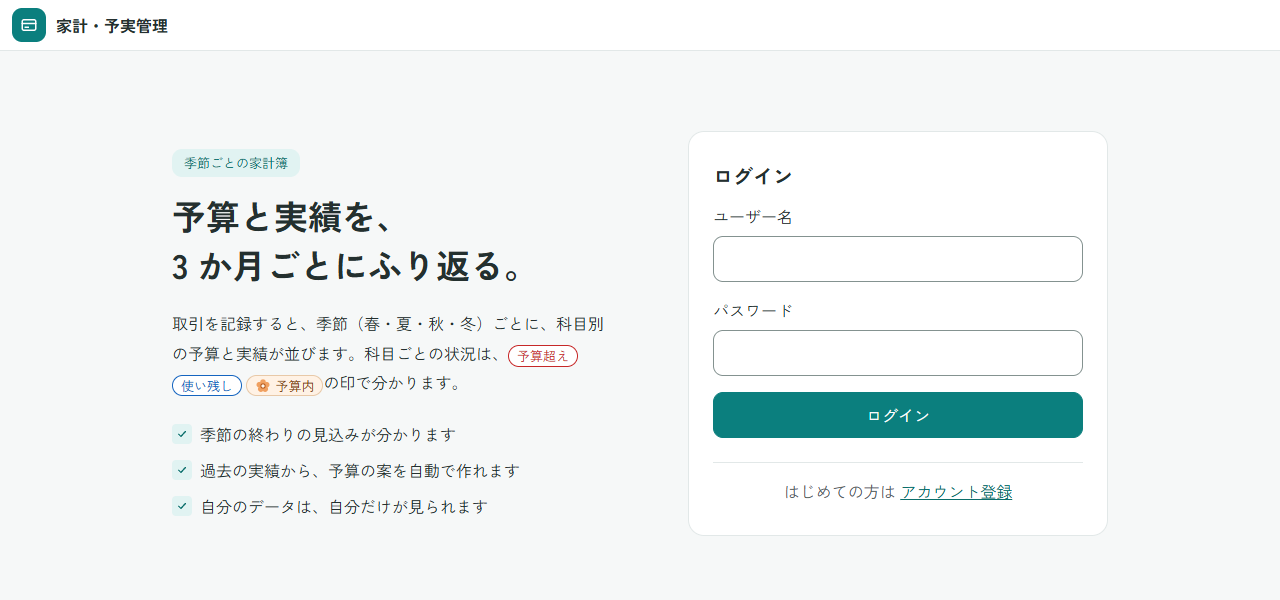 家計・予実管理
季節ごとの家計簿
予算と実績を、
3 か月ごとにふり返る。
取引を記録すると、季節（春・夏・秋・冬）ごとに、科目別
の予算と実績が並びます。科目ごとの状況は、 予算超え
使い残し 予算内 の印で分かります。
季節の終わりの見込みが分かります
過去の実績から、予算の案を自動で作れます
自分のデータは、自分だけが見られます
ログイン
ユーザー名
パスワード
ログイン
はじめての方は アカウント登録